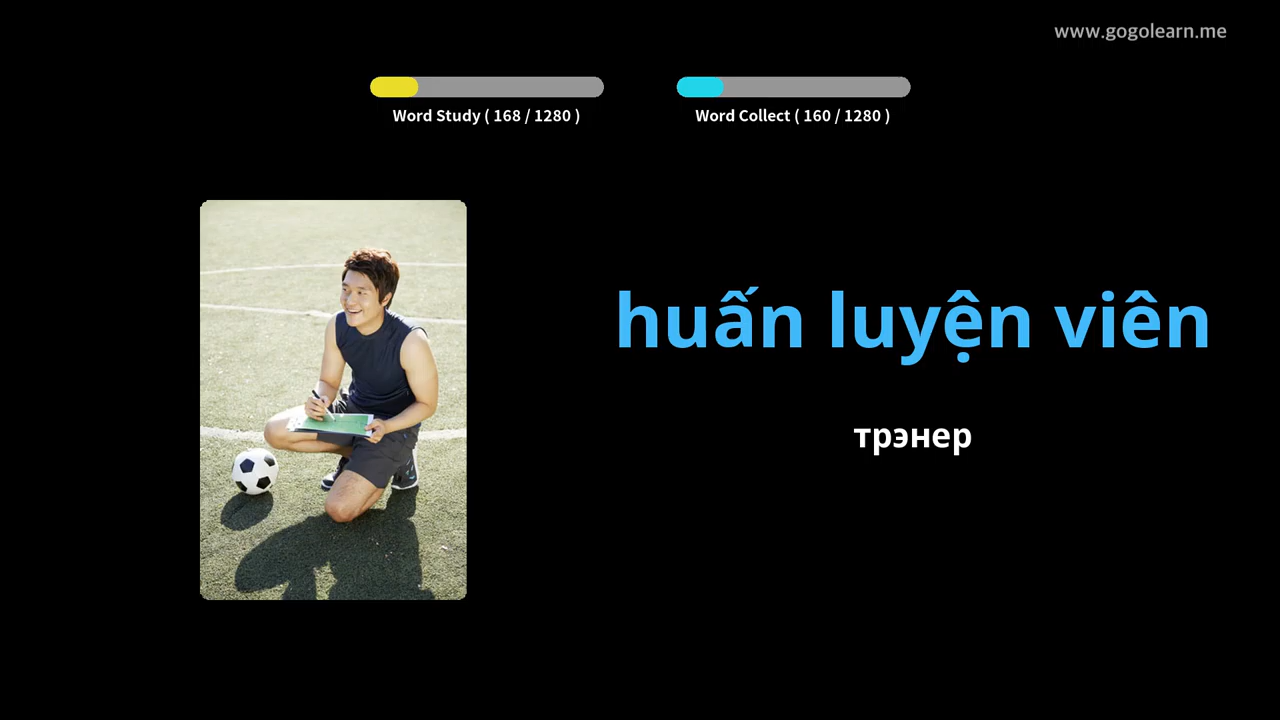 www.gogolearn.me
Word Study ( 168 / 1280 )
Word Collect ( 160 / 1280 )
huấn luyện viên
трэнер